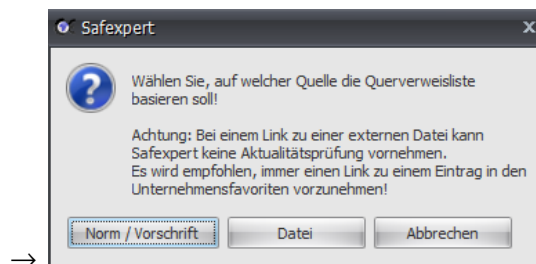 Safexpert
Wählen Sie, auf welcher Quelle die Querverweisliste
basieren soll!
Achtung: Bei einem Link zu einer externen Datei kann
Safexpert keine Aktualitätsprüfung vornehmen.
Es wird empfohlen, immer einen Link zu einem Eintrag in den
Unternehmensfavoriten vorzunehmen!
Norm / Vorschrift Datei Abbrechen